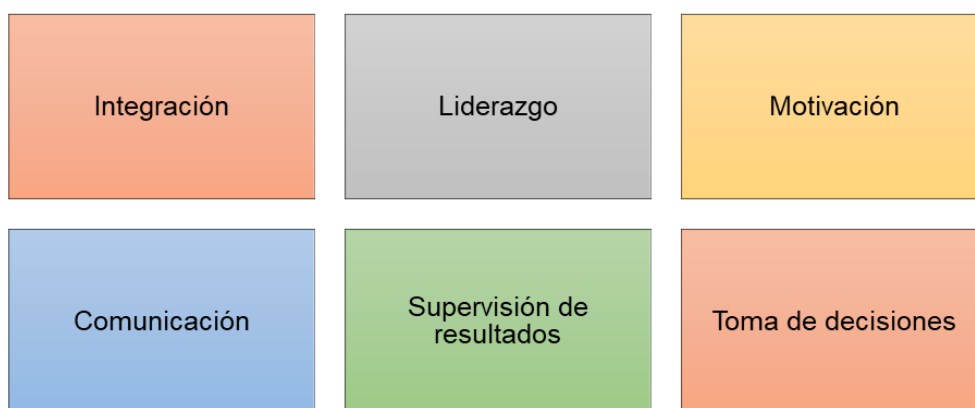 Integración
Liderazgo
Motivación
Comunicación
Supervisión de
resultados
Toma de decisiones